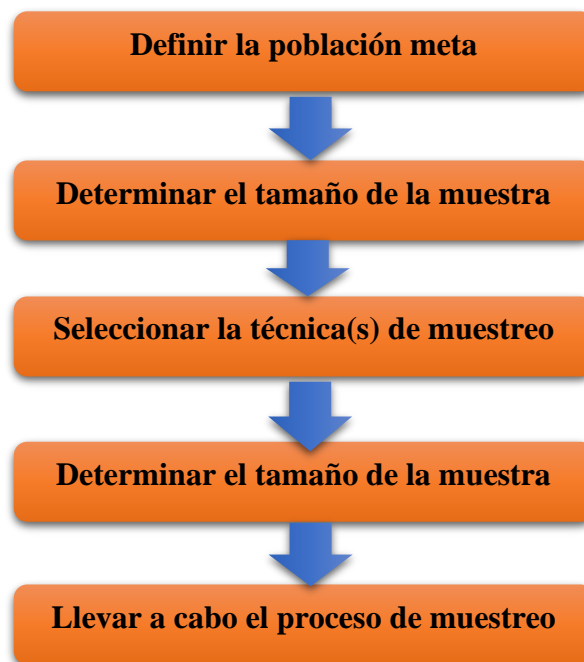 Definir la población meta
Determinar el tamaño de la muestra
Seleccionar la técnica(s) de muestreo
Determinar el tamaño de la muestra
Llevar a cabo el proceso de muestreo